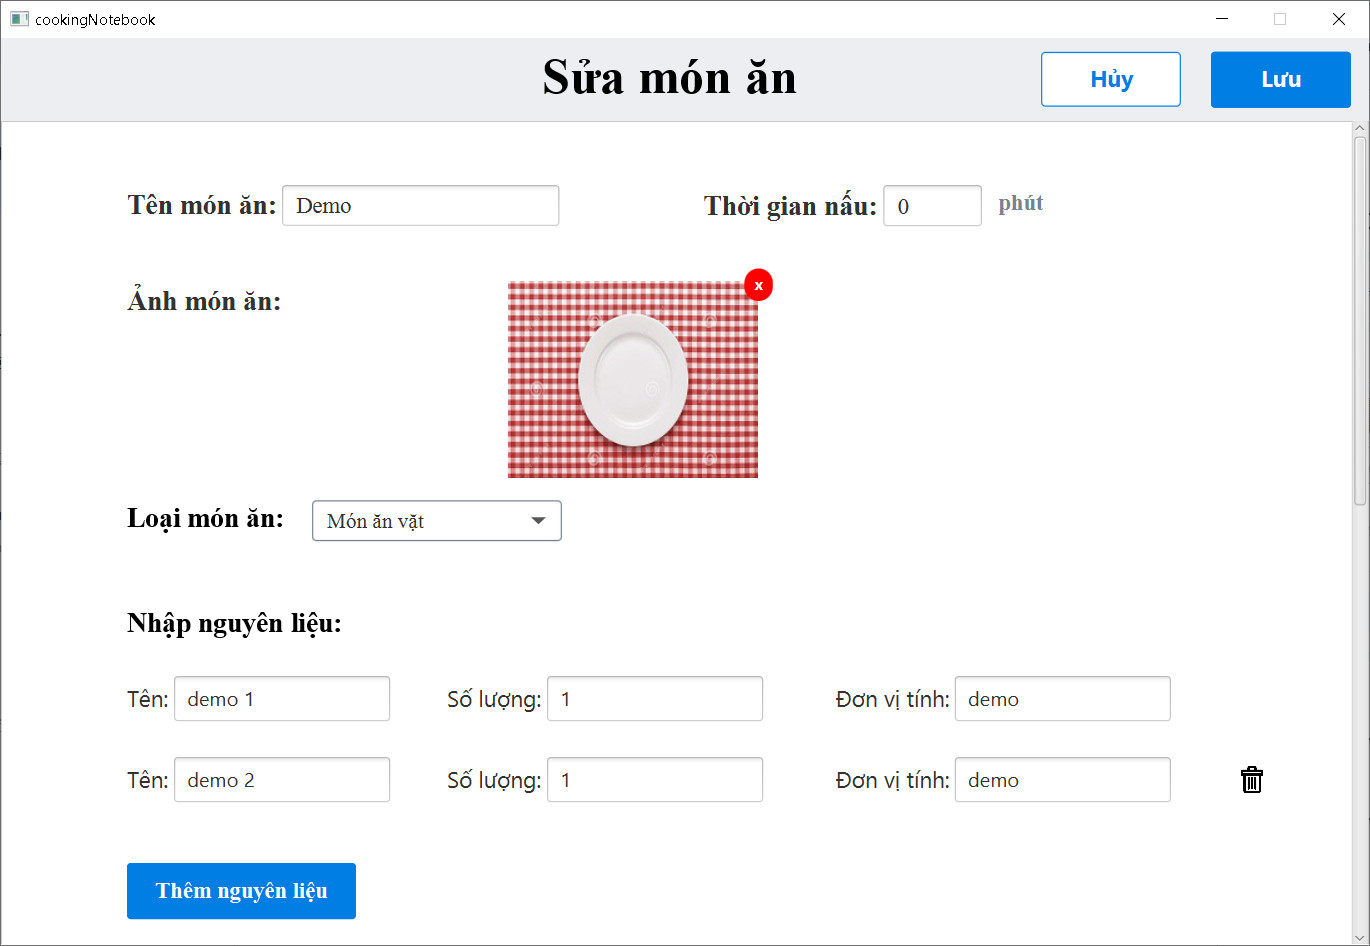 cookingNotebook
Sửa món ăn
Hủy
Lưu
Tên món ăn: Demo
Thời gian nấu: 0 phút
Ảnh món ăn:
x
Loại món ăn: Món ăn vặt
Nhập nguyên liệu:
Tên: demo 1 Số lượng: 1 Đơn vị tính: demo
Tên: demo 2 Số lượng: 1 Đơn vị tính: demo
Thêm nguyên liệu